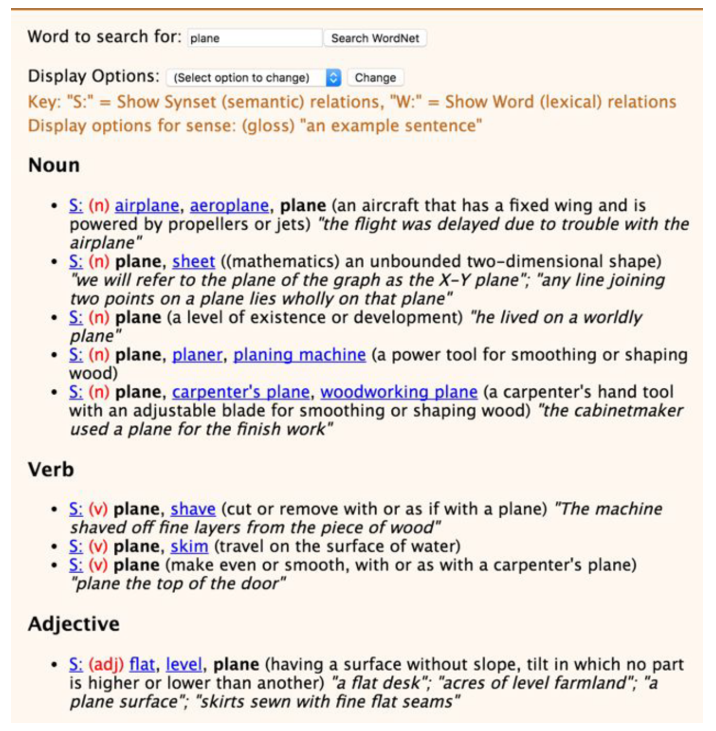 Word to search for: plane Search WordNet
Display Options: (Select option to change) Change
Key: "S:" = Show Synset (semantic) relations, "W:" = Show Word (lexical) relations
Display options for sense: (gloss) "an example sentence"
Noun
• S: (n) airplane, aeroplane, plane (an aircraft that has a fixed wing and is
powered by propellers or jets) "the flight was delayed due to trouble with the
airplane"
• S: (n) plane, sheet ((mathematics) an unbounded two-dimensional shape)
"we will refer to the plane of the graph as the X-Y plane"; "any line joining
two points on a plane lies wholly on that plane"
• S: (n) plane (a level of existence or development) "he lived on a worldly
plane"
• S: (n) plane, planer, planing machine (a power tool for smoothing or shaping
wood)
• S: (n) plane, carpenter's plane, woodworking plane (a carpenter's hand tool
with an adjustable blade for smoothing or shaping wood) "the cabinetmaker
used a plane for the finish work"
Verb
• S: (v) plane, shave (cut or remove with or as if with a plane) "The machine
shaved off fine layers from the piece of wood"
• S: (v) plane, skim (travel on the surface of water)
• S: (v) plane (make even or smooth, with or as with a carpenter's plane)
"plane the top of the door"
Adjective
• S: (adj) flat, level, plane (having a surface without slope, tilt in which no part
is higher or lower than another) "a flat desk"; "acres of level farmland"; "a
plane surface"; "skirts sewn with fine flat seams"